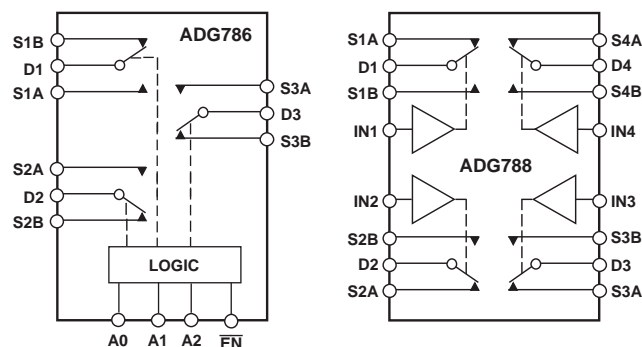 ADG786
S1B
D1
S1A
S3A
D3
S3B
S2A
D2
S2B
LOGIC
A0 A1 A2 EN
ADG788
S1A
D1
S1B
IN1
S4A
D4
S4B
IN4
IN2
S2B
D2
S2A
IN3
S3B
D3
S3A